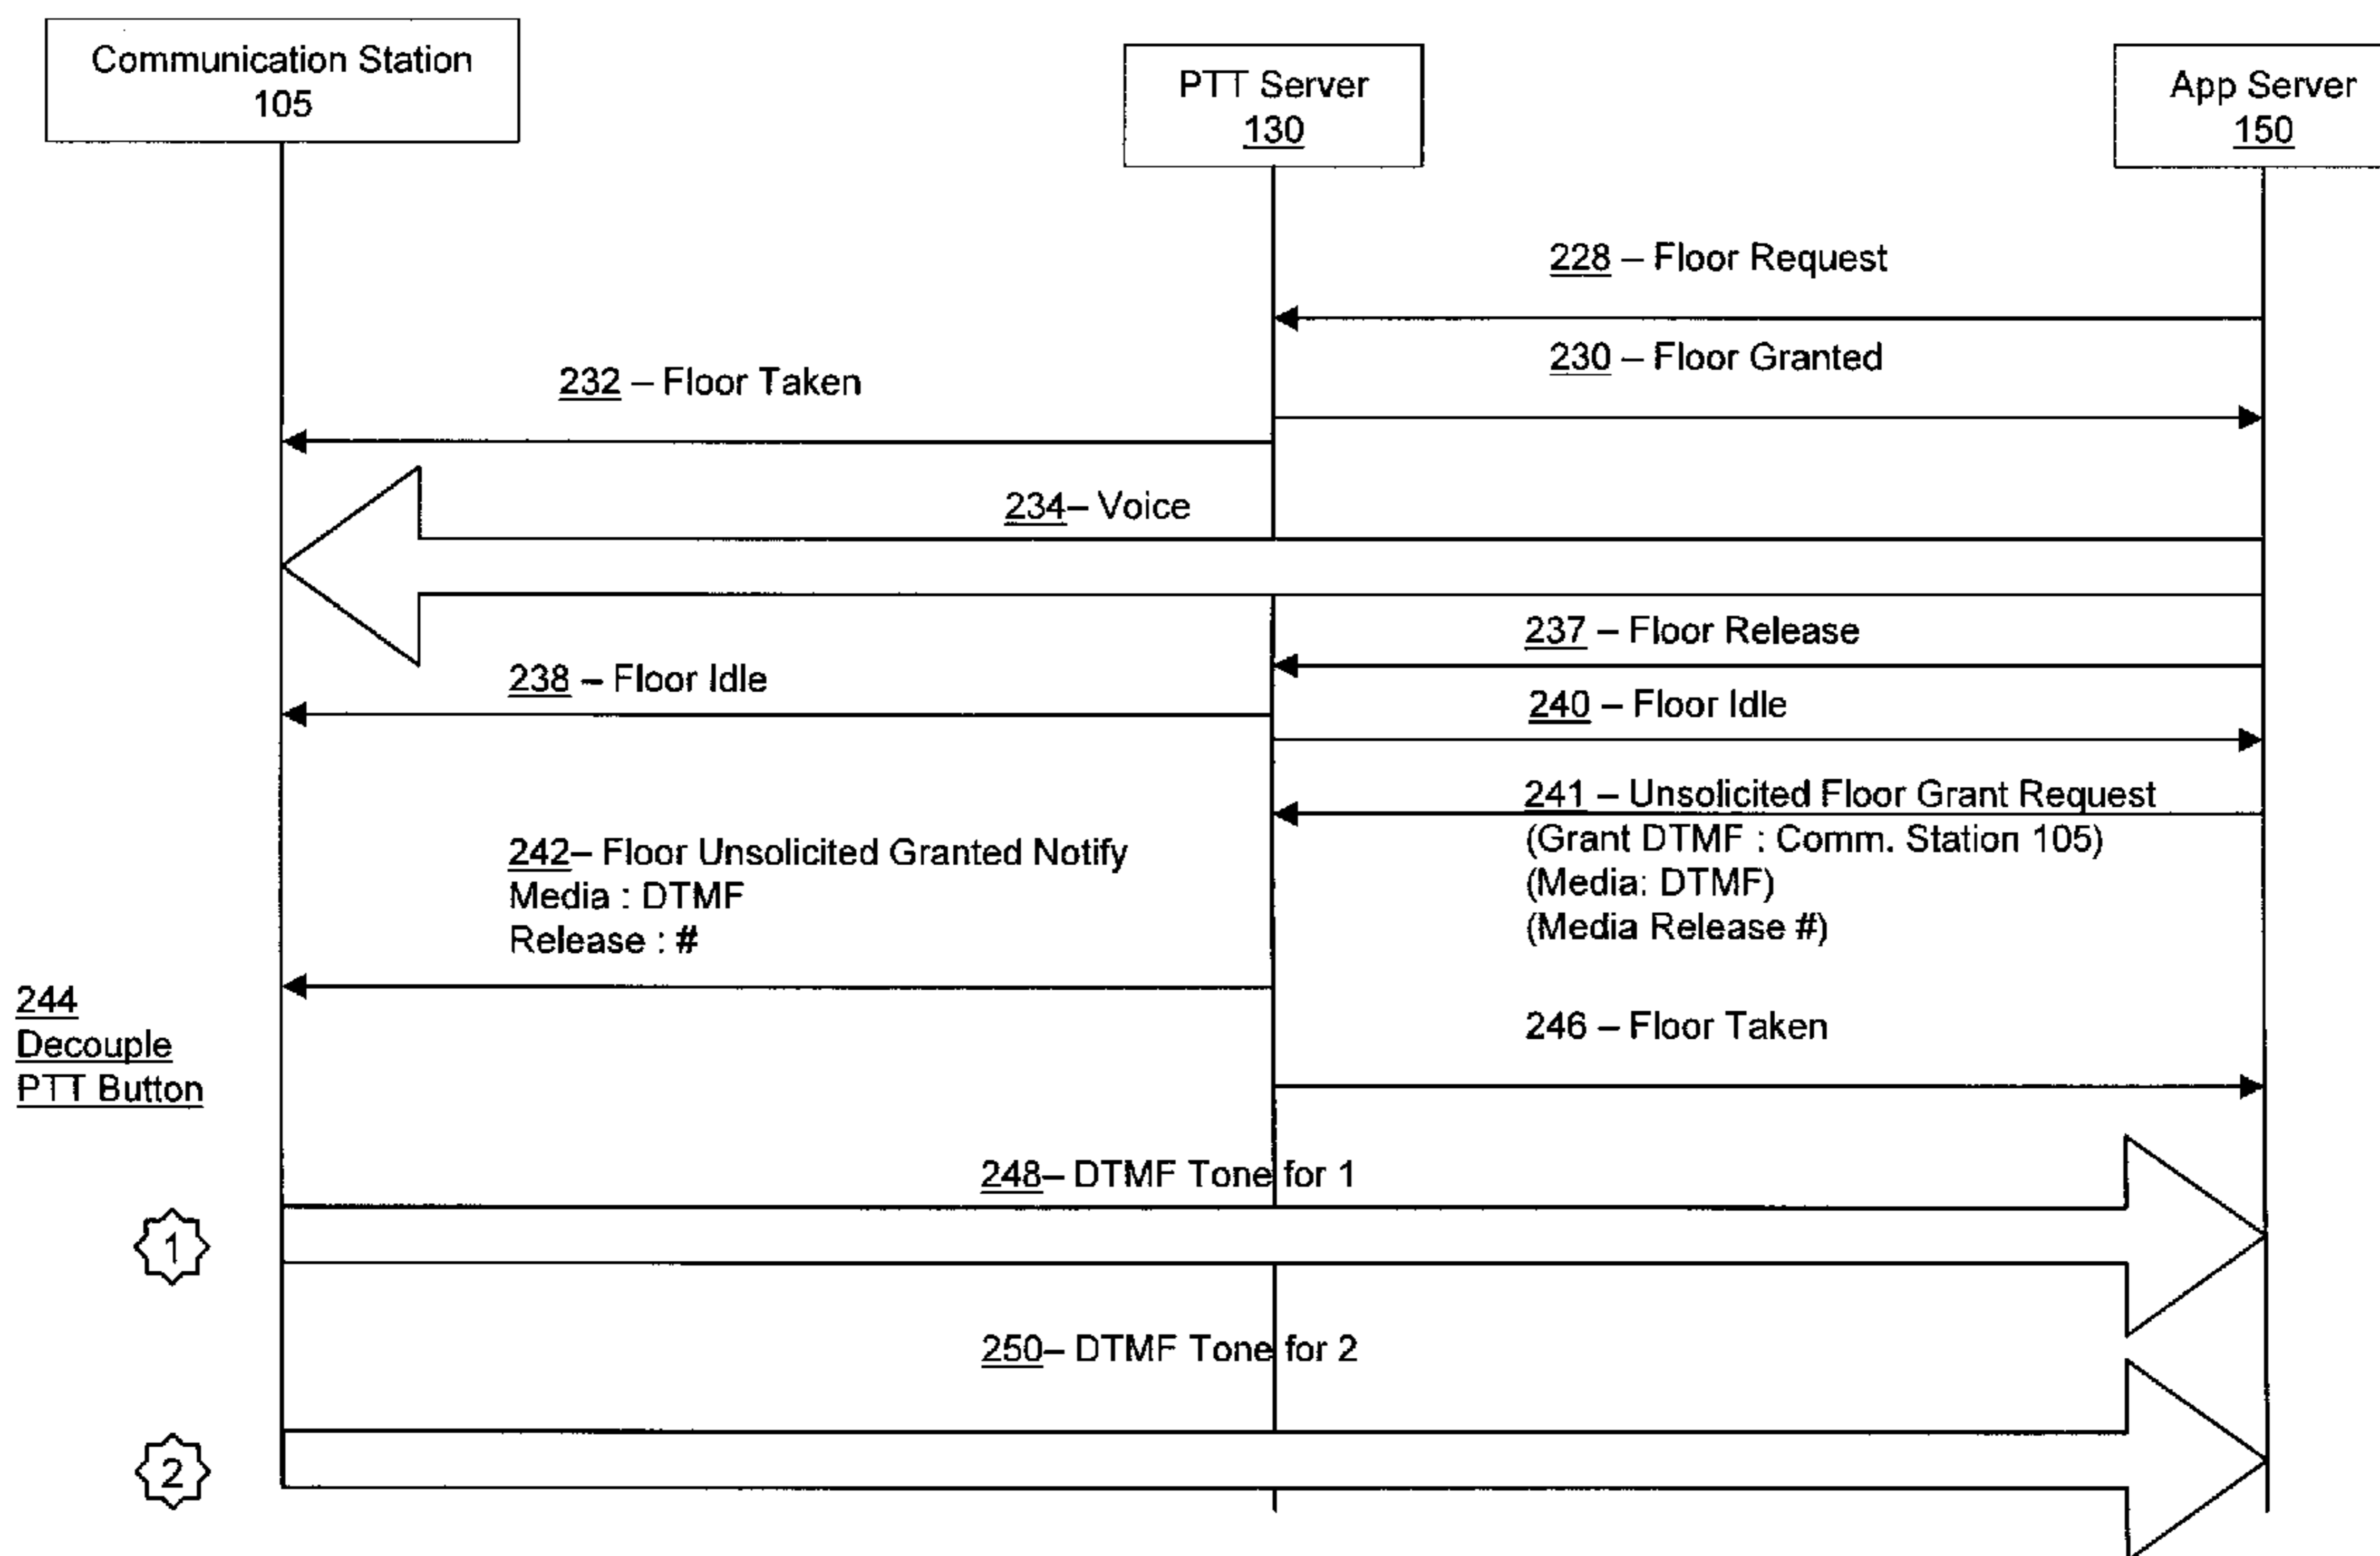 Communication Station
105
PTT Server
130
App Server
150
228 – Floor Request
230 – Floor Granted
232 – Floor Taken
234– Voice
237 – Floor Release
238 – Floor Idle
240 – Floor Idle
241 – Unsolicited Floor Grant Request
(Grant DTMF : Comm. Station 105)
(Media: DTMF)
(Media Release #)
242– Floor Unsolicited Granted Notify
Media : DTMF
Release : #
244
Decouple
PTT Button
246 – Floor Taken
248– DTMF Tone for 1
1
250– DTMF Tone for 2
2